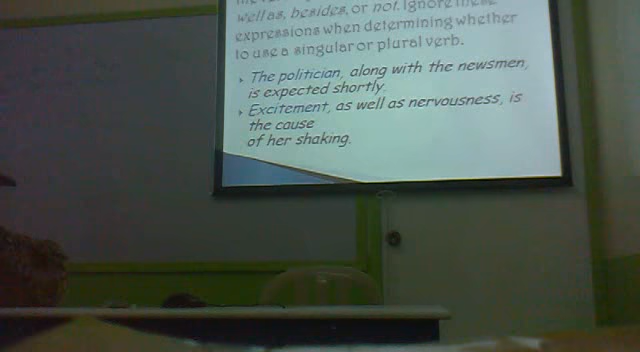 well as, besides, or not. Ignore these
expressions when determining whether
to use a singular or plural verb.
The politician, along with the newsmen,
is expected shortly.
Excitement, as well as nervousness, is
the cause
of her shaking.